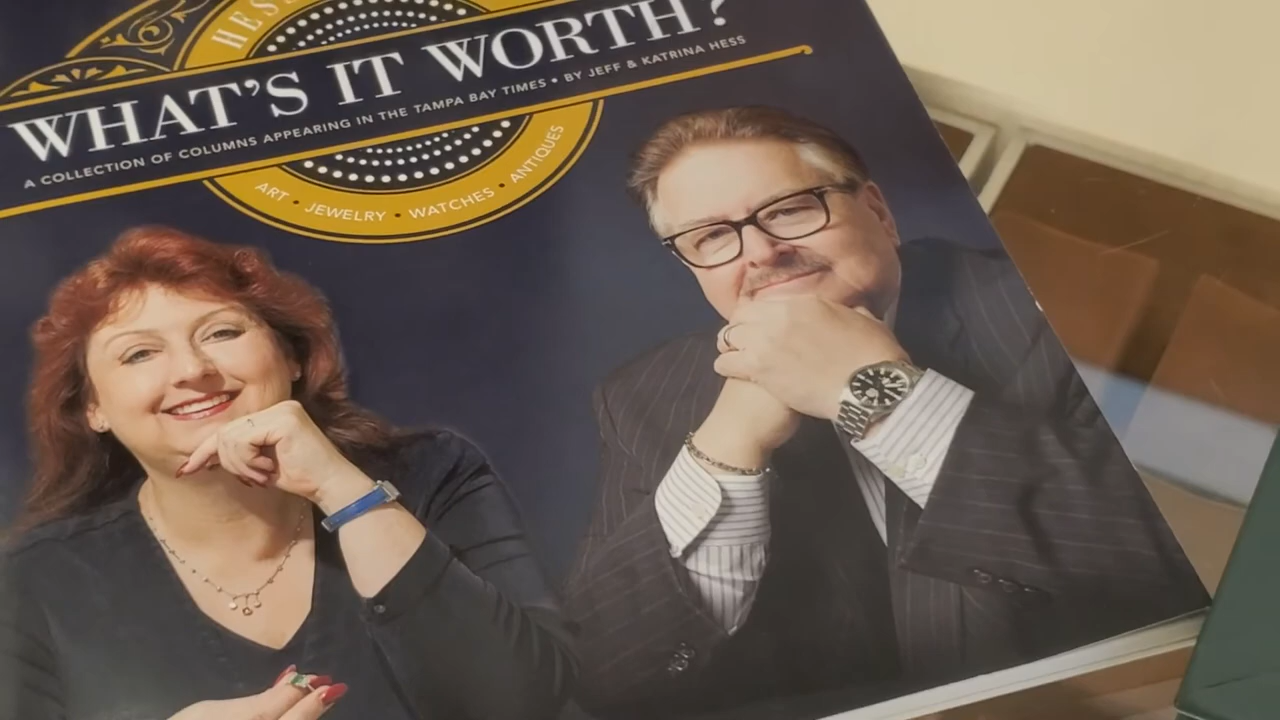 HESS
WHAT'S IT WORTH?
A COLLECTION OF COLUMNS APPEARING IN THE TAMPA BAY TIMES • BY JEFF & KATRINA HESS
ART • JEWELRY • WATCHES • ANTIQUES